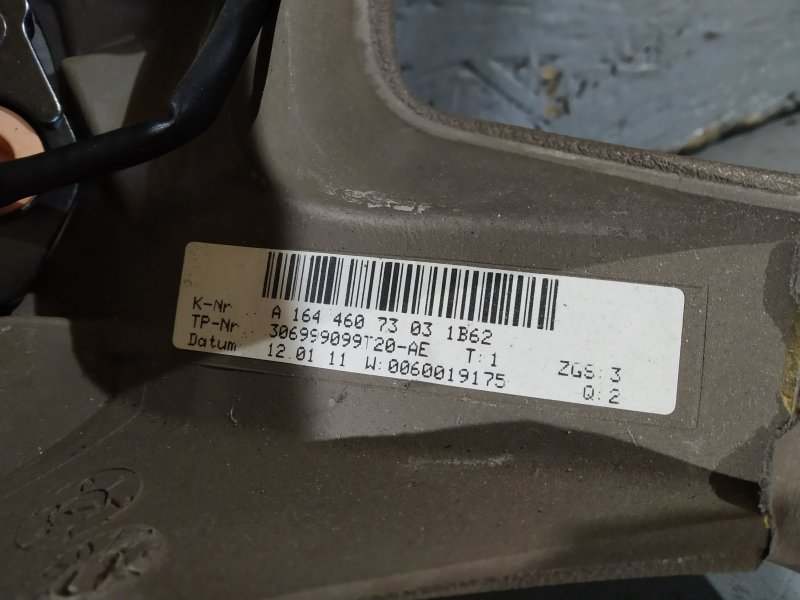 K-Nr A 164 460 73 03 1B62
TP-Nr 306999099T20-AE T:1 ZGS:3
Datum 12.01 11 W:0060019175 Q:2